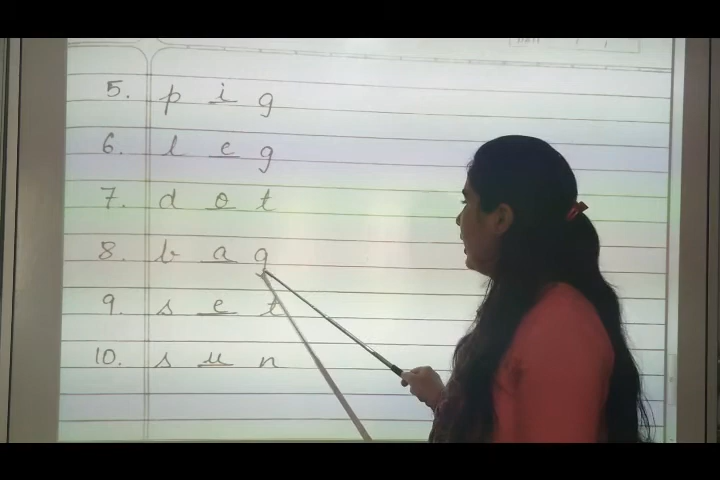 5. p i g
6. l e g
7. d o t
8. b a g
9. s e t
10. s u n